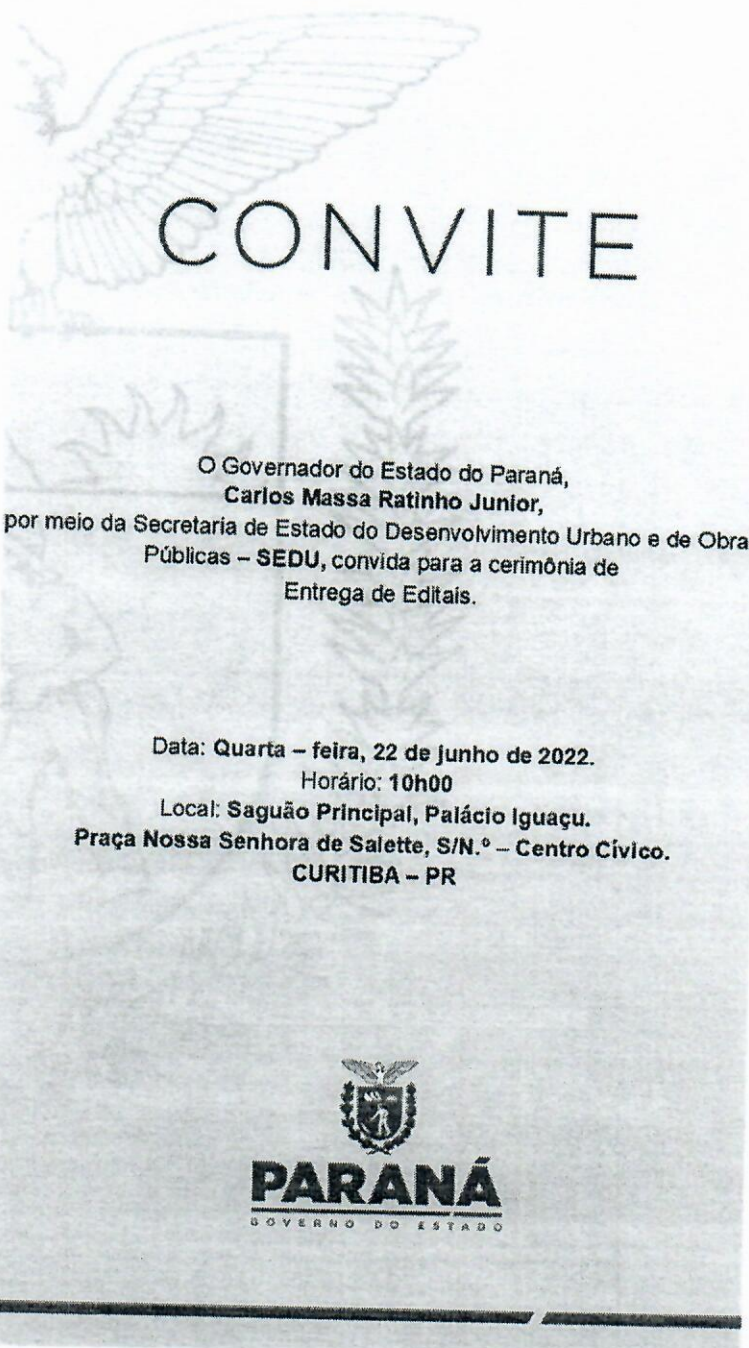 CONVITE
O Governador do Estado do Paraná,
Carlos Massa Ratinho Junior,
por meio da Secretaria de Estado do Desenvolvimento Urbano e de Obra
Públicas – SEDU, convida para a cerimônia de
Entrega de Editais.
Data: Quarta – feira, 22 de junho de 2022.
Horário: 10h00
Local: Saguão Principal, Palácio Iguaçu.
Praça Nossa Senhora de Salette, S/N.º – Centro Cívico.
CURITIBA – PR
PARANÁ
GOVERNO DO ESTADO